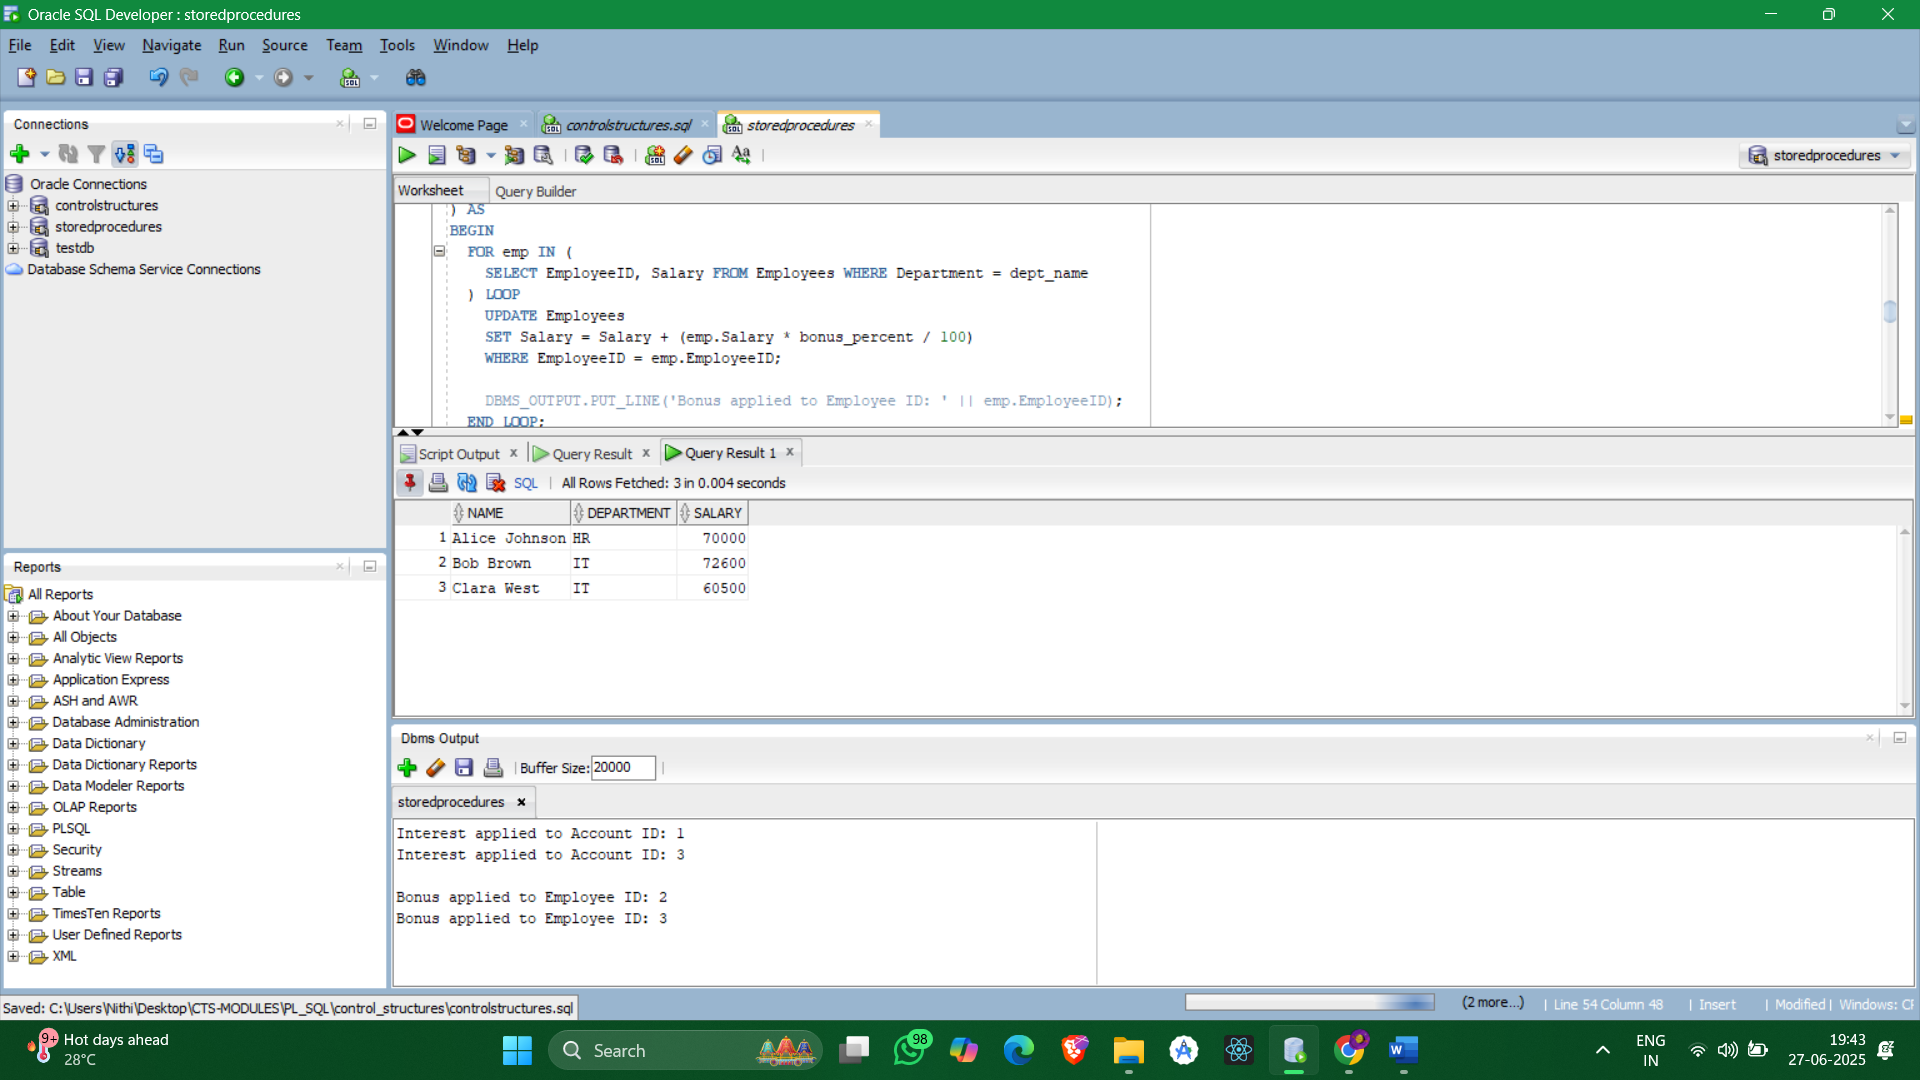 Oracle SQL Developer : storedprocedures
File Edit View Navigate Run Source Team Tools Window Help
Connections
Oracle Connections
controlstructures
storedprocedures
testdb
Database Schema Service Connections
Reports
All Reports
About Your Database
All Objects
Analytic View Reports
Application Express
ASH and AWR
Database Administration
Data Dictionary
Data Dictionary Reports
Data Modeler Reports
OLAP Reports
PLSQL
Security
Streams
Table
TimesTen Reports
User Defined Reports
XML
Welcome Page controlstructures.sql storedprocedures
storedprocedures
Worksheet Query Builder
) AS
BEGIN
FOR emp IN (
SELECT EmployeeID, Salary FROM Employees WHERE Department = dept_name
) LOOP
UPDATE Employees
SET Salary = Salary + (emp.Salary * bonus_percent / 100)
WHERE EmployeeID = emp.EmployeeID;
DBMS_OUTPUT.PUT_LINE('Bonus applied to Employee ID: ' || emp.EmployeeID);
END LOOP;
Script Output Query Result Query Result 1
SQL | All Rows Fetched: 3 in 0.004 seconds
NAME DEPARTMENT SALARY
1 Alice Johnson HR 70000
2 Bob Brown IT 72600
3 Clara West IT 60500
Dbms Output
Buffer Size: 20000
storedprocedures
Interest applied to Account ID: 1
Interest applied to Account ID: 3
Bonus applied to Employee ID: 2
Bonus applied to Employee ID: 3
Saved: C:\Users\Nithi\Desktop\CTS-MODULES\PL_SQL\control_structures\controlstructures.sql
(2 more...) | Line 54 Column 48 | Insert | Modified | Windows: CF
9+ Hot days ahead
28°C
Search
98
ENG
IN
19:43
27-06-2025